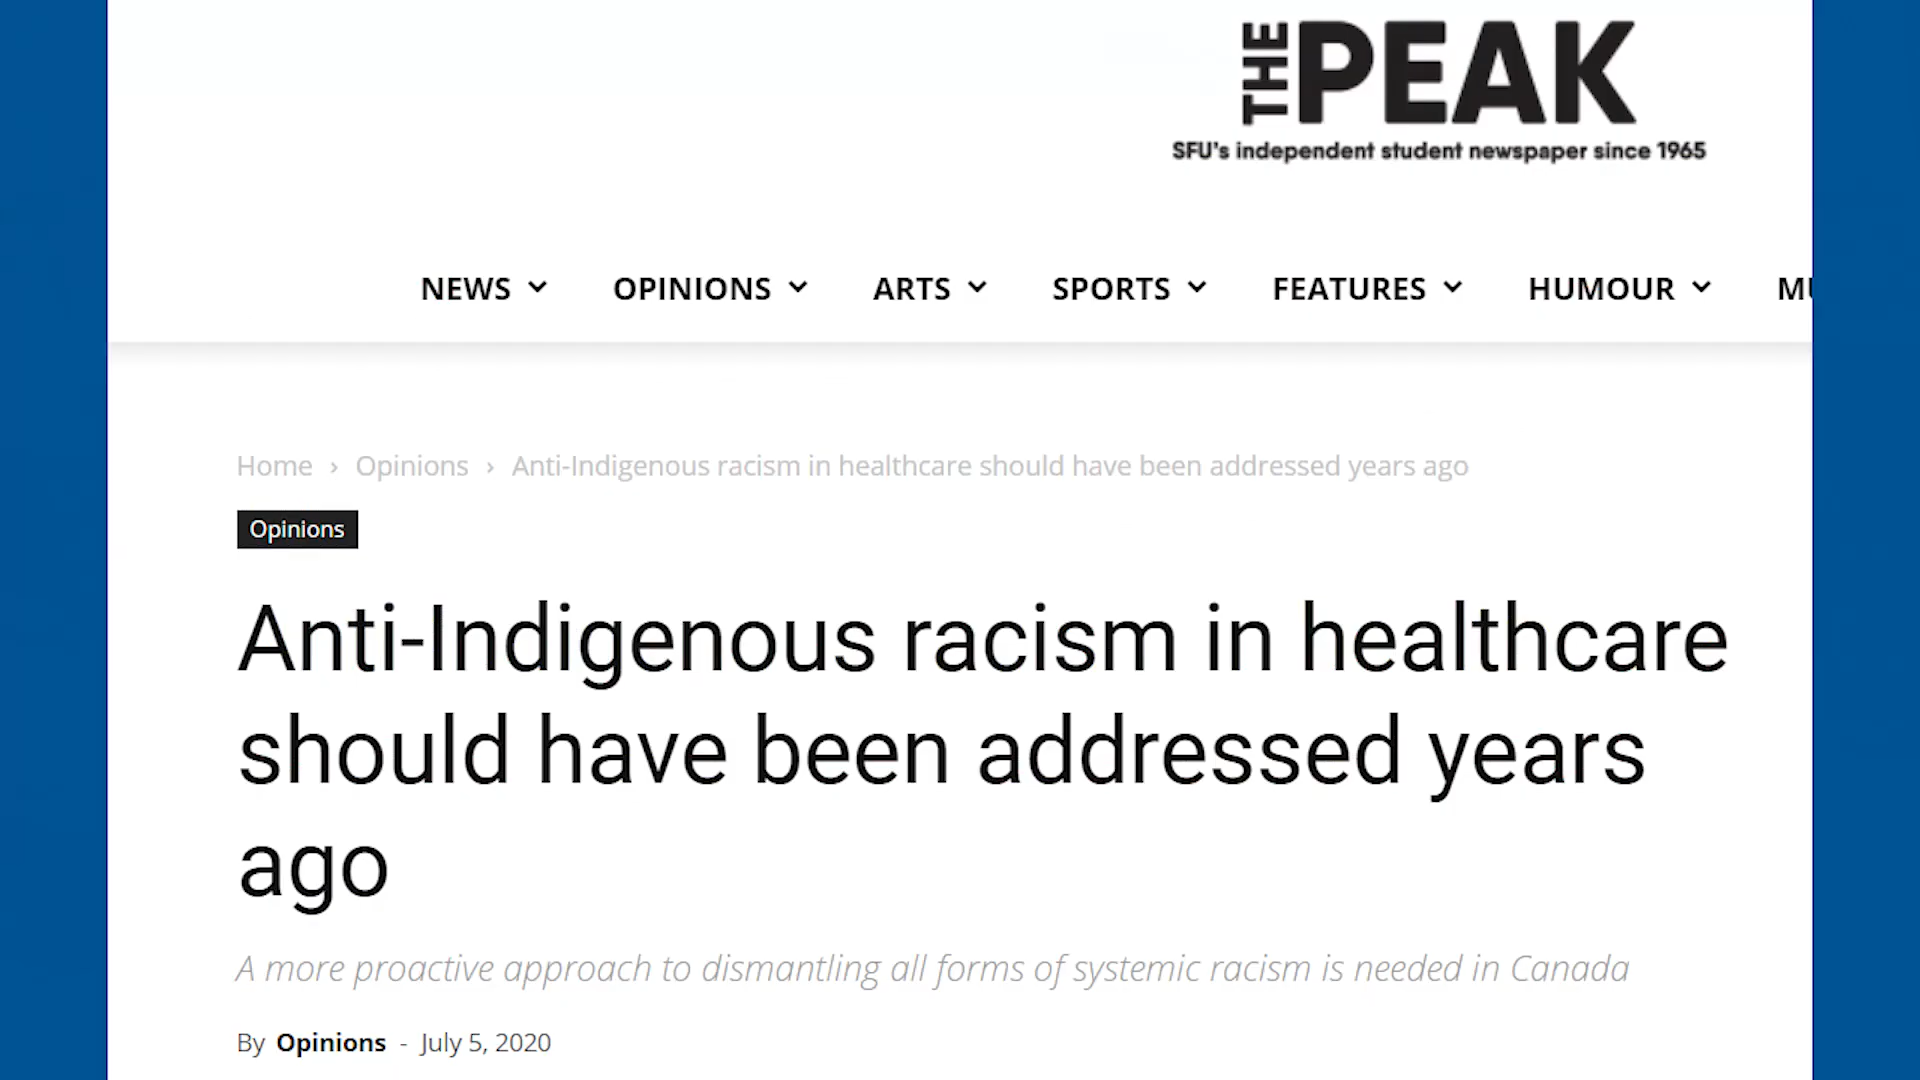 THE PEAK
SFU's independent student newspaper since 1965
NEWS OPINIONS ARTS SPORTS FEATURES HUMOUR
Home › Opinions › Anti-Indigenous racism in healthcare should have been addressed years ago
Opinions
Anti-Indigenous racism in healthcare
should have been addressed years
ago
A more proactive approach to dismantling all forms of systemic racism is needed in Canada
By Opinions - July 5, 2020